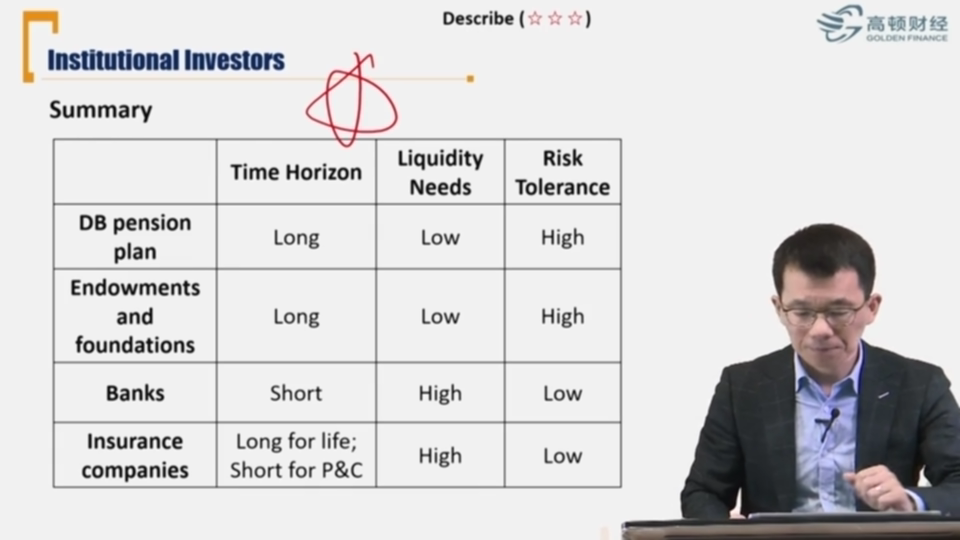 Describe (☆ ☆ ☆)
高顿财经
GOLDEN FINANCE
Institutional Investors
Summary
Time Horizon
Liquidity
Needs
Risk
Tolerance
DB pension
plan
Long
Low
High
Endowments
and
foundations
Long
Low
High
Banks
Short
High
Low
Insurance
companies
Long for life;
Short for P&C
High
Low